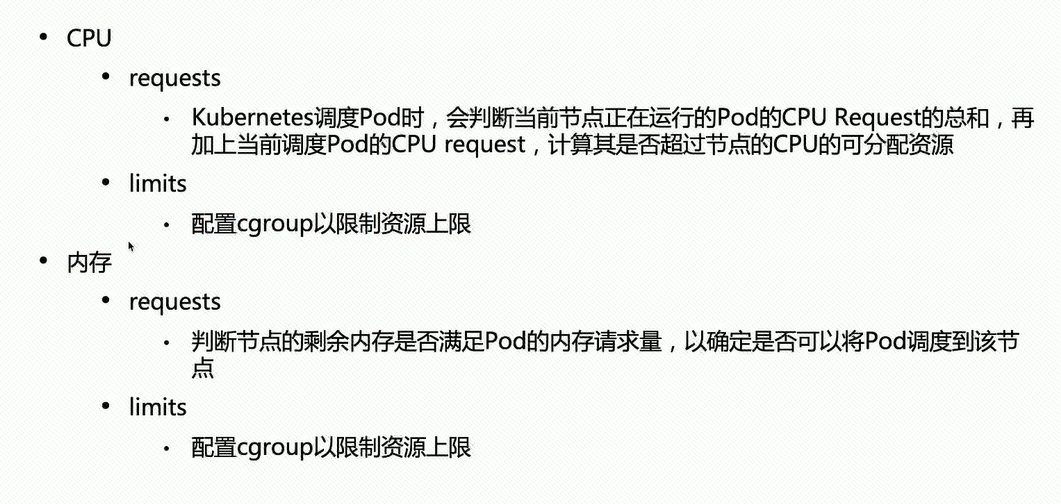 • CPU
• requests
• Kubernetes调度Pod时，会判断当前节点正在运行的Pod的CPU Request的总和，再
加上当前调度Pod的CPU request，计算其是否超过节点的CPU的可分配资源
• limits
• 配置cgroup以限制资源上限
• 内存
• requests
• 判断节点的剩余内存是否满足Pod的内存请求量，以确定是否可以将Pod调度到该节
点
• limits
• 配置cgroup以限制资源上限